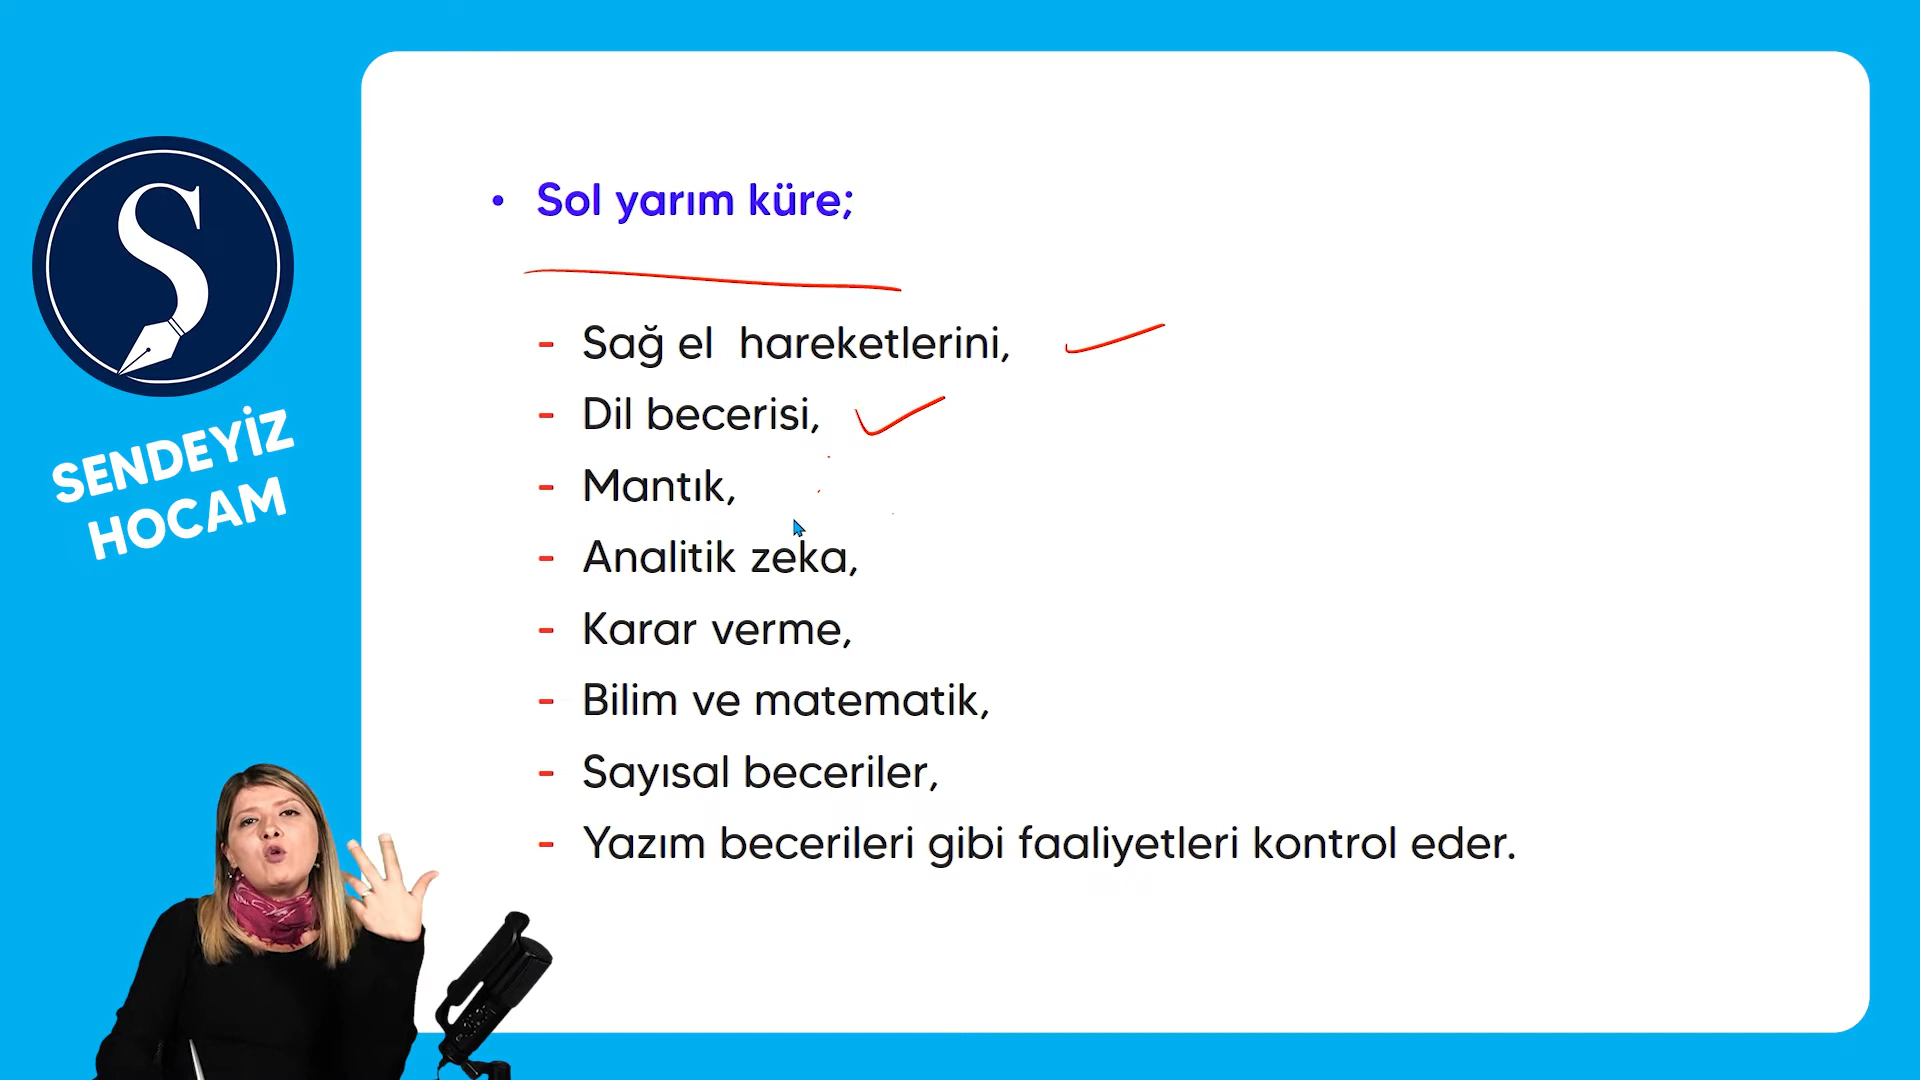 S
SENDEYİZ
HOCAM
• Sol yarım küre;
- Sağ el hareketlerini,
- Dil becerisi,
- Mantık,
- Analitik zeka,
- Karar verme,
- Bilim ve matematik,
- Sayısal beceriler,
- Yazım becerileri gibi faaliyetleri kontrol eder.